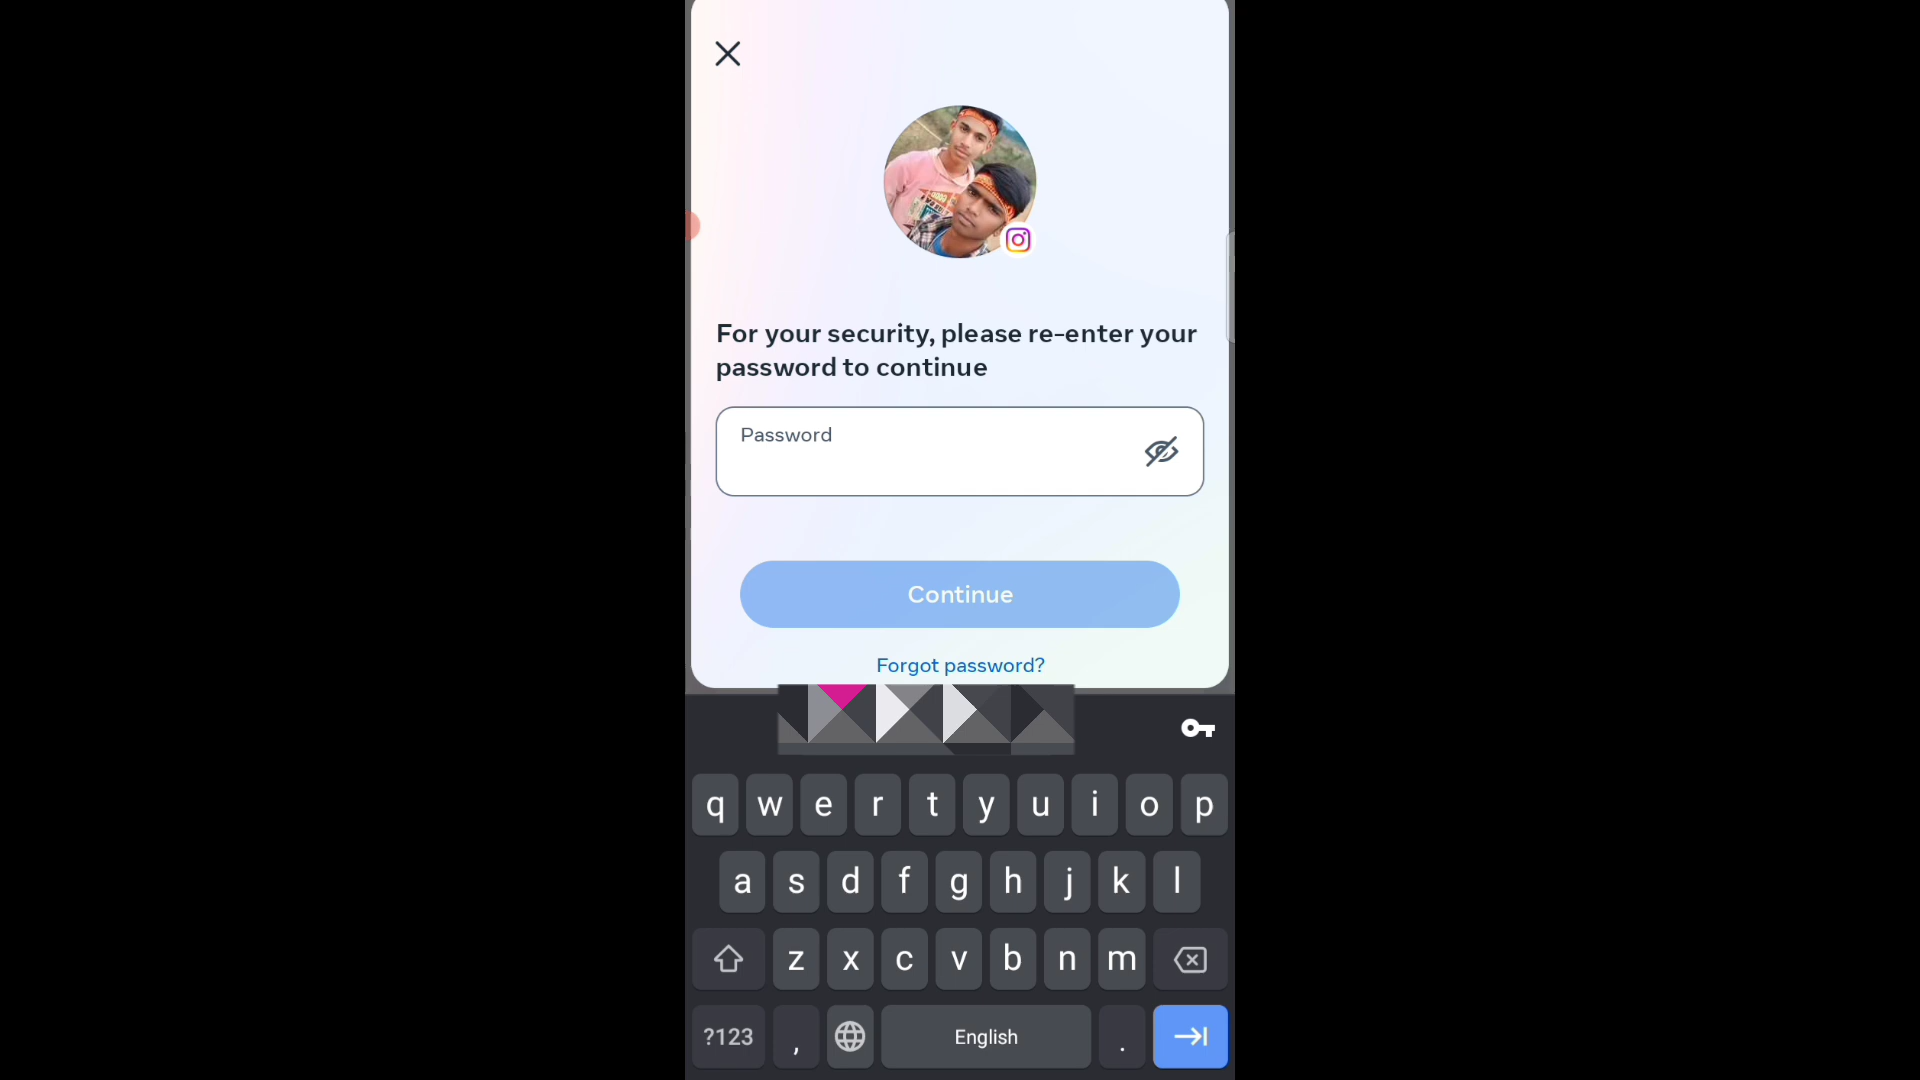 For your security, please re-enter your
password to continue
Password
Continue
Forgot password?
q w e r t y u i o p
a s d f g h j k l
z x c v b n m
?123 , English .